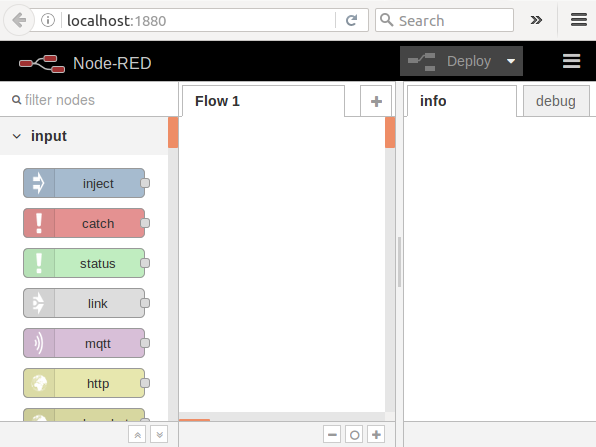 localhost:1880
Search
Node-RED
Deploy
filter nodes
Flow 1
info
debug
input
inject
catch
status
link
mqtt
http